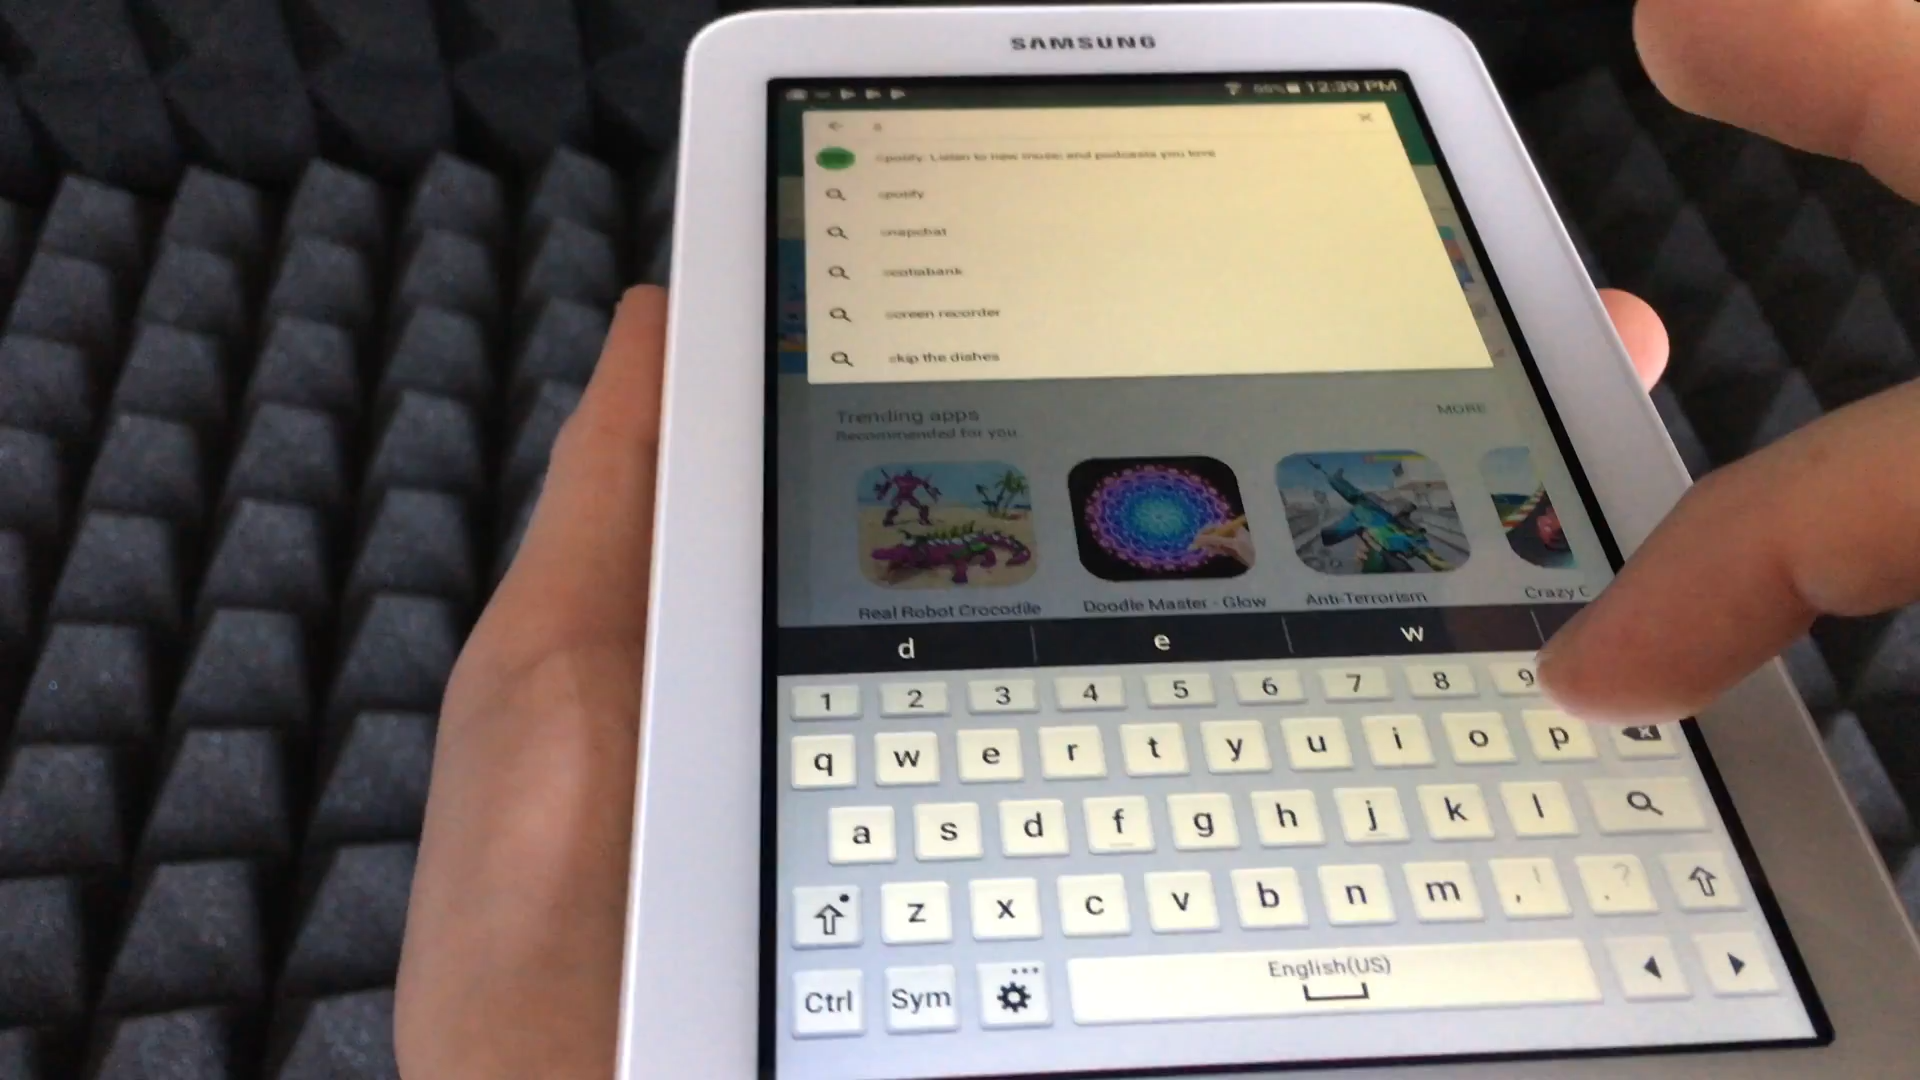 SAMSUNG
12:39 PM
s
Spotify: Listen to new music and podcasts you love
spotify
snapchat
scotiabank
screen recorder
skip the dishes
Trending apps
MORE
Recommended for you
Real Robot Crocodile
Doodle Master - Glow
Anti-Terrorism
Crazy C
d e w
1 2 3 4 5 6 7 8 9
q w e r t y u i o p
a s d f g h j k l
z x c v b n m , ! . ?
Ctrl Sym English(US)